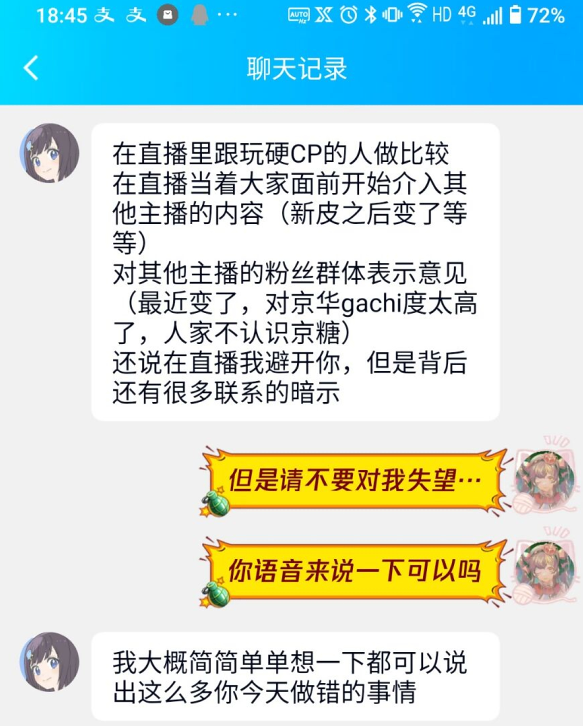 18:45 支 支 ··· AUTO Hz HD 4G 72%
聊天记录
在直播里跟玩硬CP的人做比较
在直播当着大家面前开始介入其
他主播的内容（新皮之后变了等
等）
对其他主播的粉丝群体表示意见
（最近变了，对京华gachi度太高
了，人家不认识京糖）
还说在直播我避开你，但是背后
还有很多联系的暗示
但是请不要对我失望…
你语音来说一下可以吗
我大概简简单单想一下都可以说
出这么多你今天做错的事情